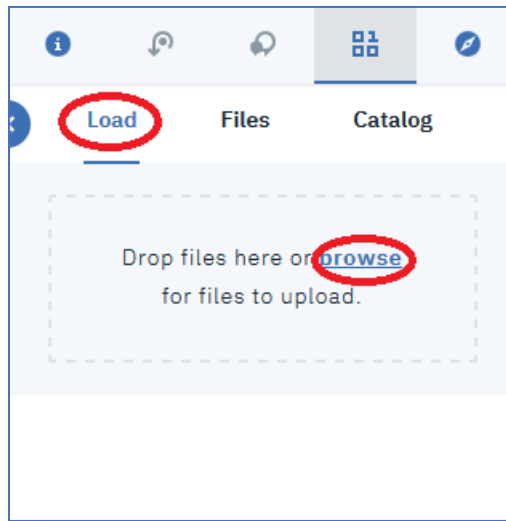 Load Files Catalog
Drop files here or browse
for files to upload.